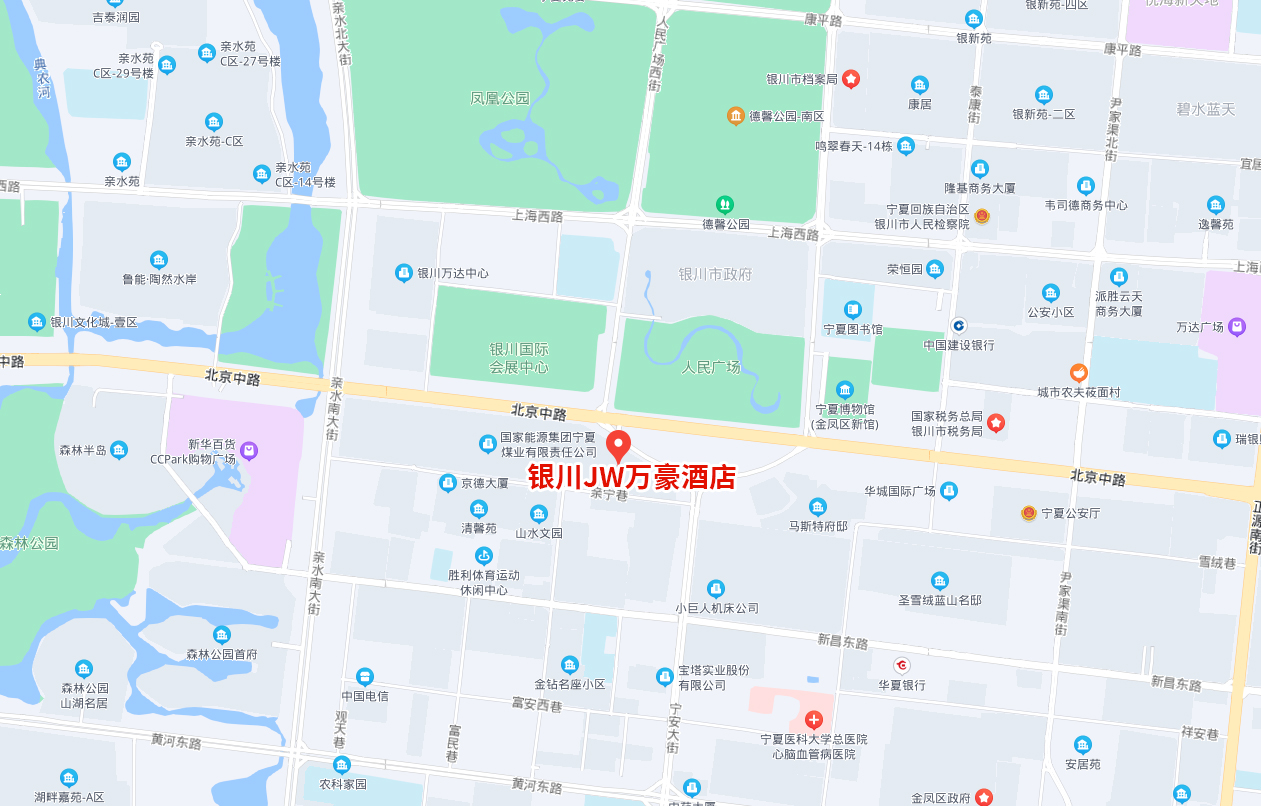 吉泰润园
亲水北大街
人民广场西街
康平路
银新苑-四区
银新苑
康平路
亲水苑
C区-29号楼
亲水苑
C区-27号楼
典农河
凤凰公园
银川市档案局
康居
泰康街
银新苑-二区
尹家渠北街
碧水蓝天
德馨公园-南区
亲水苑-C区
鸣翠春天-14栋
亲水苑
亲水苑
C区-14号楼
隆基商务大厦
宜居
西路
上海西路
德馨公园
上海西路
宁夏回族自治区
银川市人民检察院
韦司德商务中心
逸馨苑
鲁能·陶然水岸
银川万达中心
银川市政府
荣恒园
上海
派胜云天
商务大厦
公安小区
银川文化城-壹区
宁夏图书馆
中国建设银行
万达广场
中路
北京中路
银川国际
会展中心
人民广场
城市农夫莜面村
亲水南大街
北京中路
宁夏博物馆
(金凤区新馆)
国家税务总局
银川市税务局
森林半岛
新华百货
CCPark购物广场
国家能源集团宁夏
煤业有限责任公司
瑞银
银川JW万豪酒店
京德大厦
亲宁巷
华城国际广场
北京中路
清馨苑
山水文园
马斯特府邸
宁夏公安厅
正源南街
森林公园
胜利体育运动
休闲中心
亲水南大街
小巨人机床公司
圣雪绒蓝山名邸
雪绒巷
尹家渠南街
森林公园首府
新昌东路
森林公园
山湖名居
中国电信
金钻名座小区
宝塔实业股份
有限公司
华夏银行
新昌东路
观天巷
富民巷
富安西巷
宁安大街
宁夏医科大学总医院
心脑血管病医院
祥安巷
黄河东路
安居苑
湖畔嘉苑-A区
农科家园
黄河东路
金凤区政府